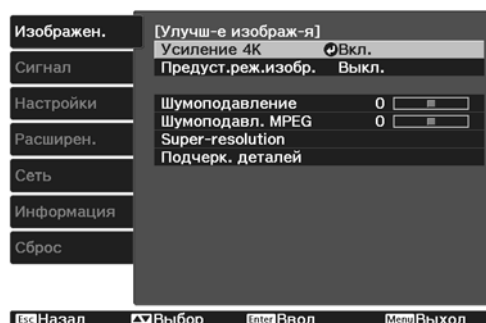 Изображен.
Сигнал
Настройки
Расширен.
Сеть
Информация
Сброс
[Улучш-е изображ-я]
Усиление 4K Вкл.
Предуст.реж.изобр. Выкл.
Шумоподавление 0
Шумоподавл. MPEG 0
Super-resolution
Подчерк. деталей
Esc Назад Выбор Enter Ввод Menu Выход